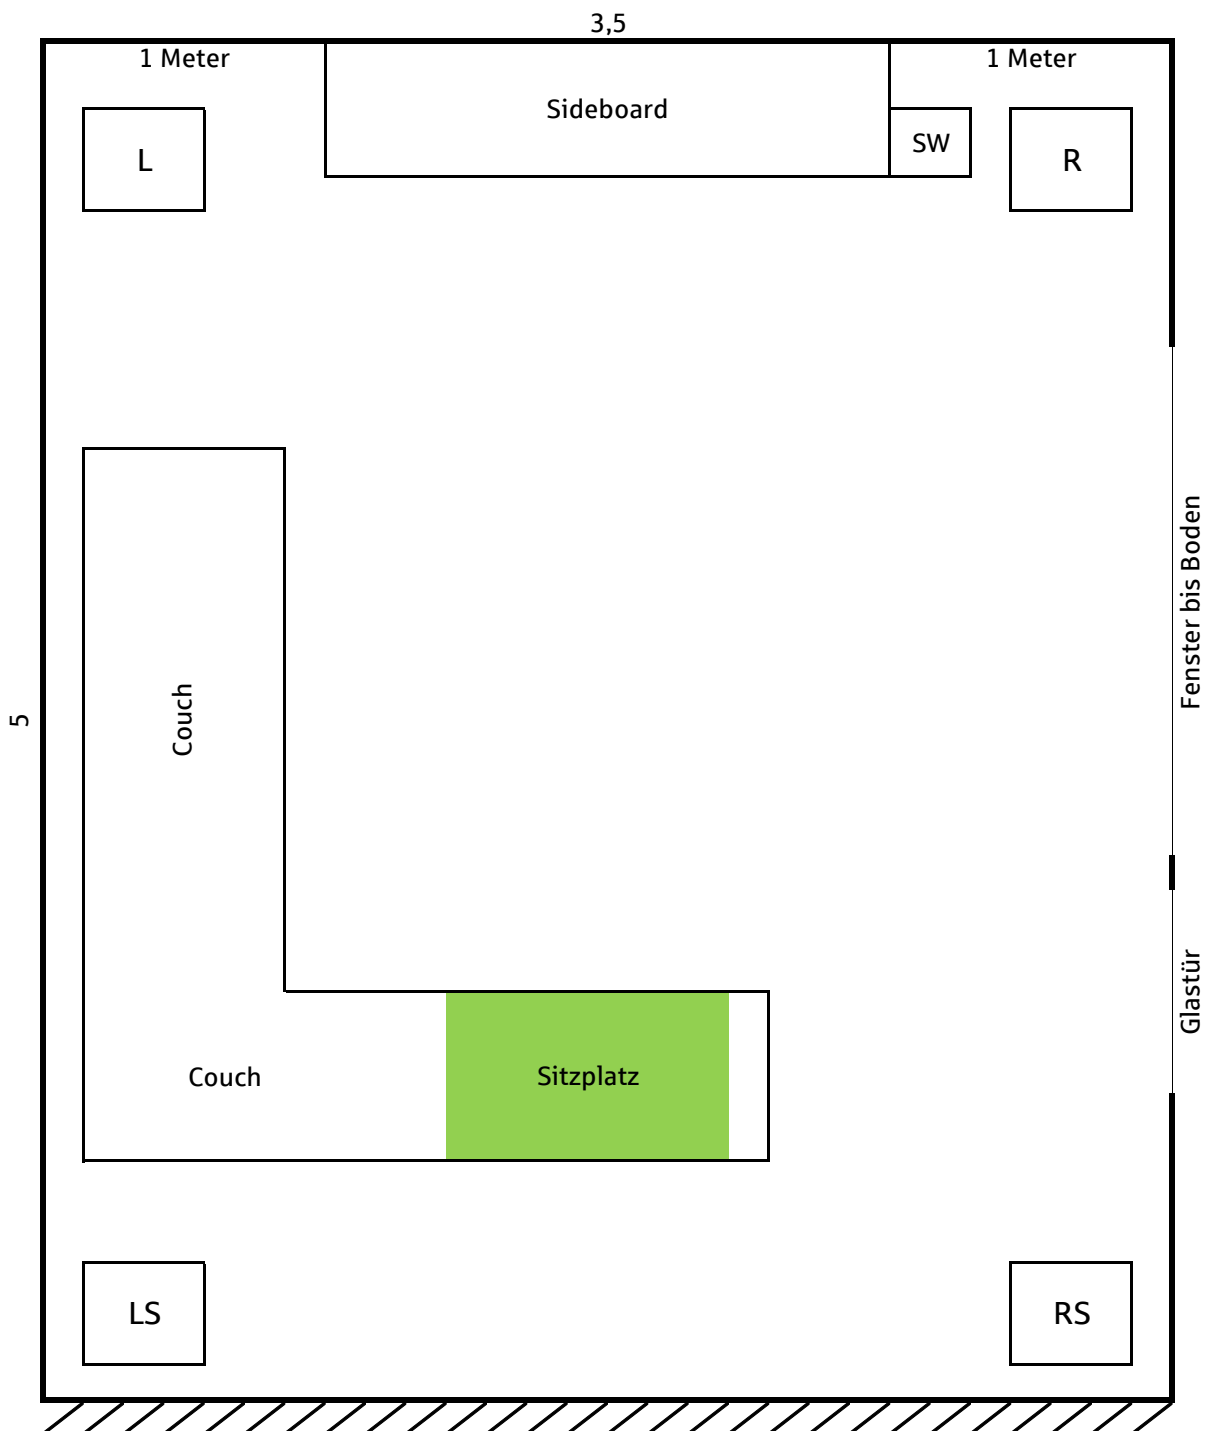 3,5
1 Meter
1 Meter
Sideboard
SW
L
R
Fenster bis Boden
Couch
5
Glastür
Couch
Sitzplatz
LS
RS